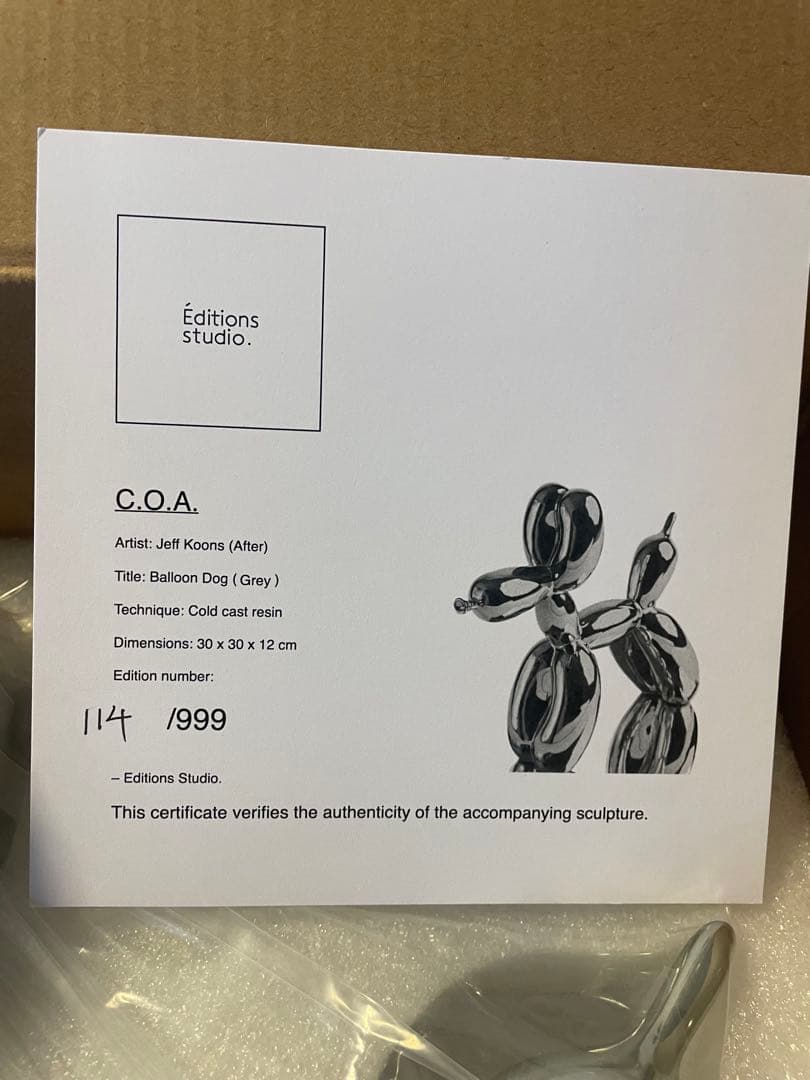 Éditions
studio.
C.O.A.
Artist: Jeff Koons (After)
Title: Balloon Dog ( Grey )
Technique: Cold cast resin
Dimensions: 30 x 30 x 12 cm
Edition number:
114 /999
– Editions Studio.
This certificate verifies the authenticity of the accompanying sculpture.